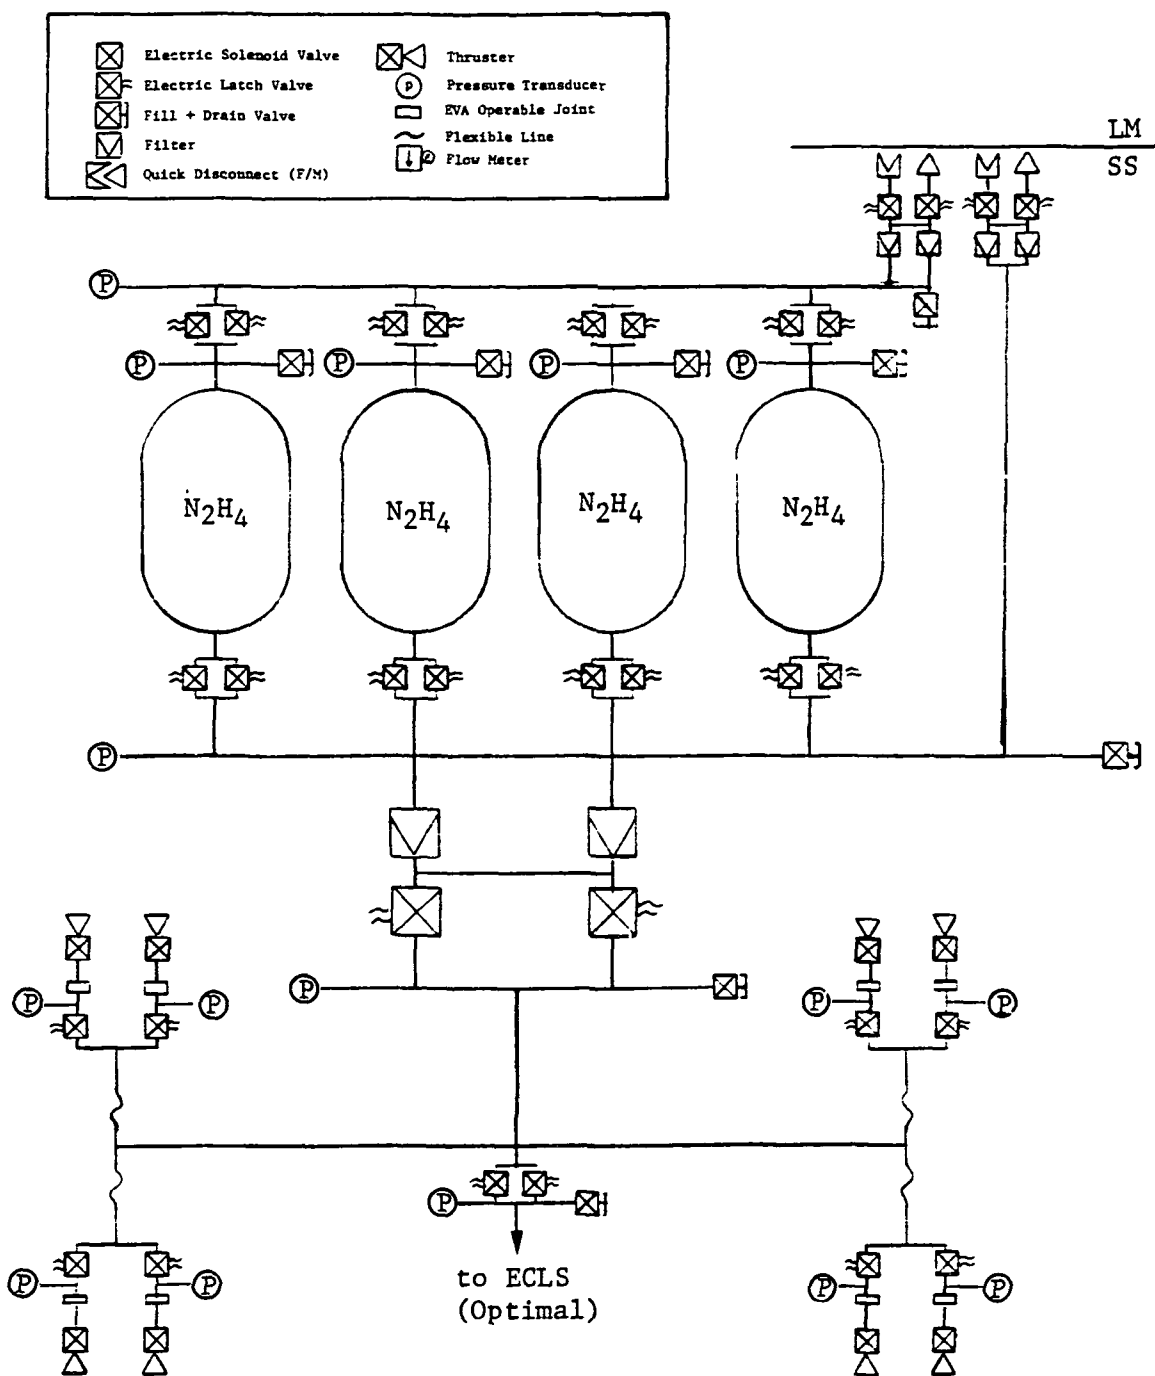 Electric Solenoid Valve
Electric Latch Valve
Fill + Drain Valve
Filter
Quick Disconnect (F/M)
Thruster
P Pressure Transducer
EVA Operable Joint
Flexible Line
Flow Meter
LM
SS
P
P P P P
N2H4 N2H4 N2H4 N2H4
P
P
P P P P
P
to ECLS
(Optimal)
P P P P